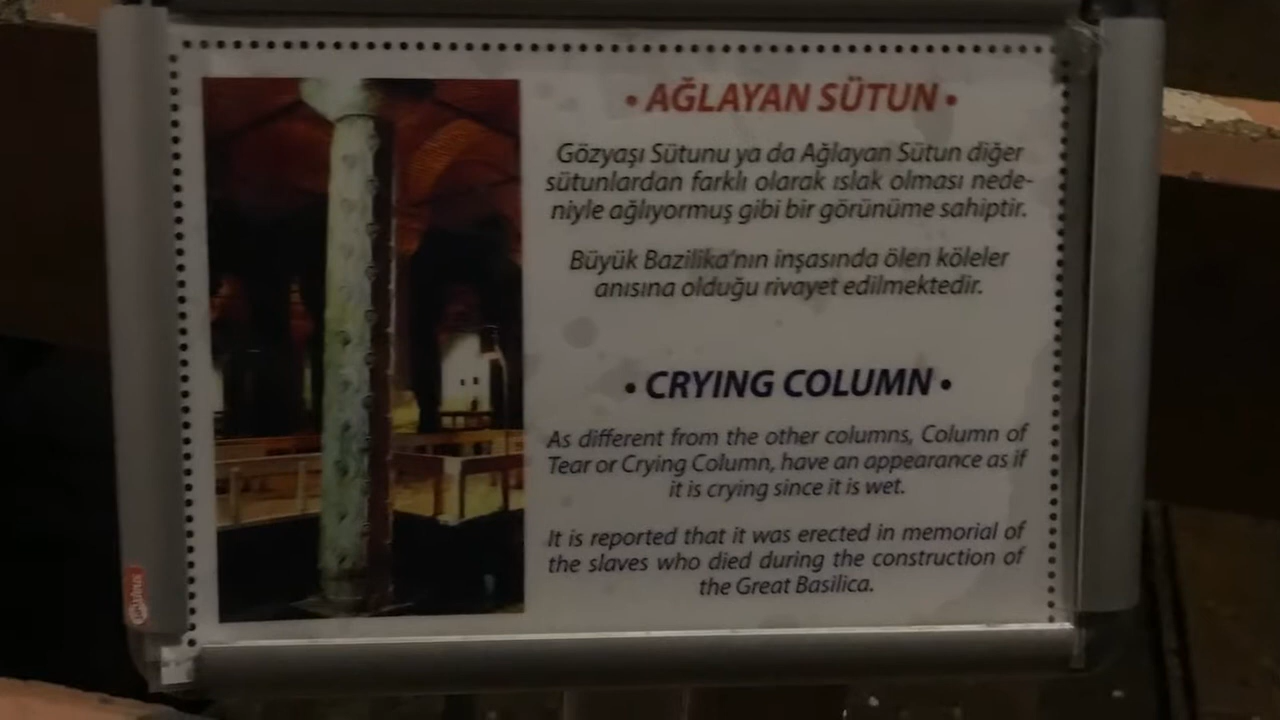 • AĞLAYAN SÜTUN •
Gözyaşı Sütunu ya da Ağlayan Sütun diğer
sütunlardan farklı olarak ıslak olması nede-
niyle ağlıyormuş gibi bir görünüme sahiptir.
Büyük Bazilika'nın inşasında ölen köleler
anısına olduğu rivayet edilmektedir.
• CRYING COLUMN •
As different from the other columns, Column of
Tear or Crying Column, have an appearance as if
it is crying since it is wet.
It is reported that it was erected in memorial of
the slaves who died during the construction of
the Great Basilica.